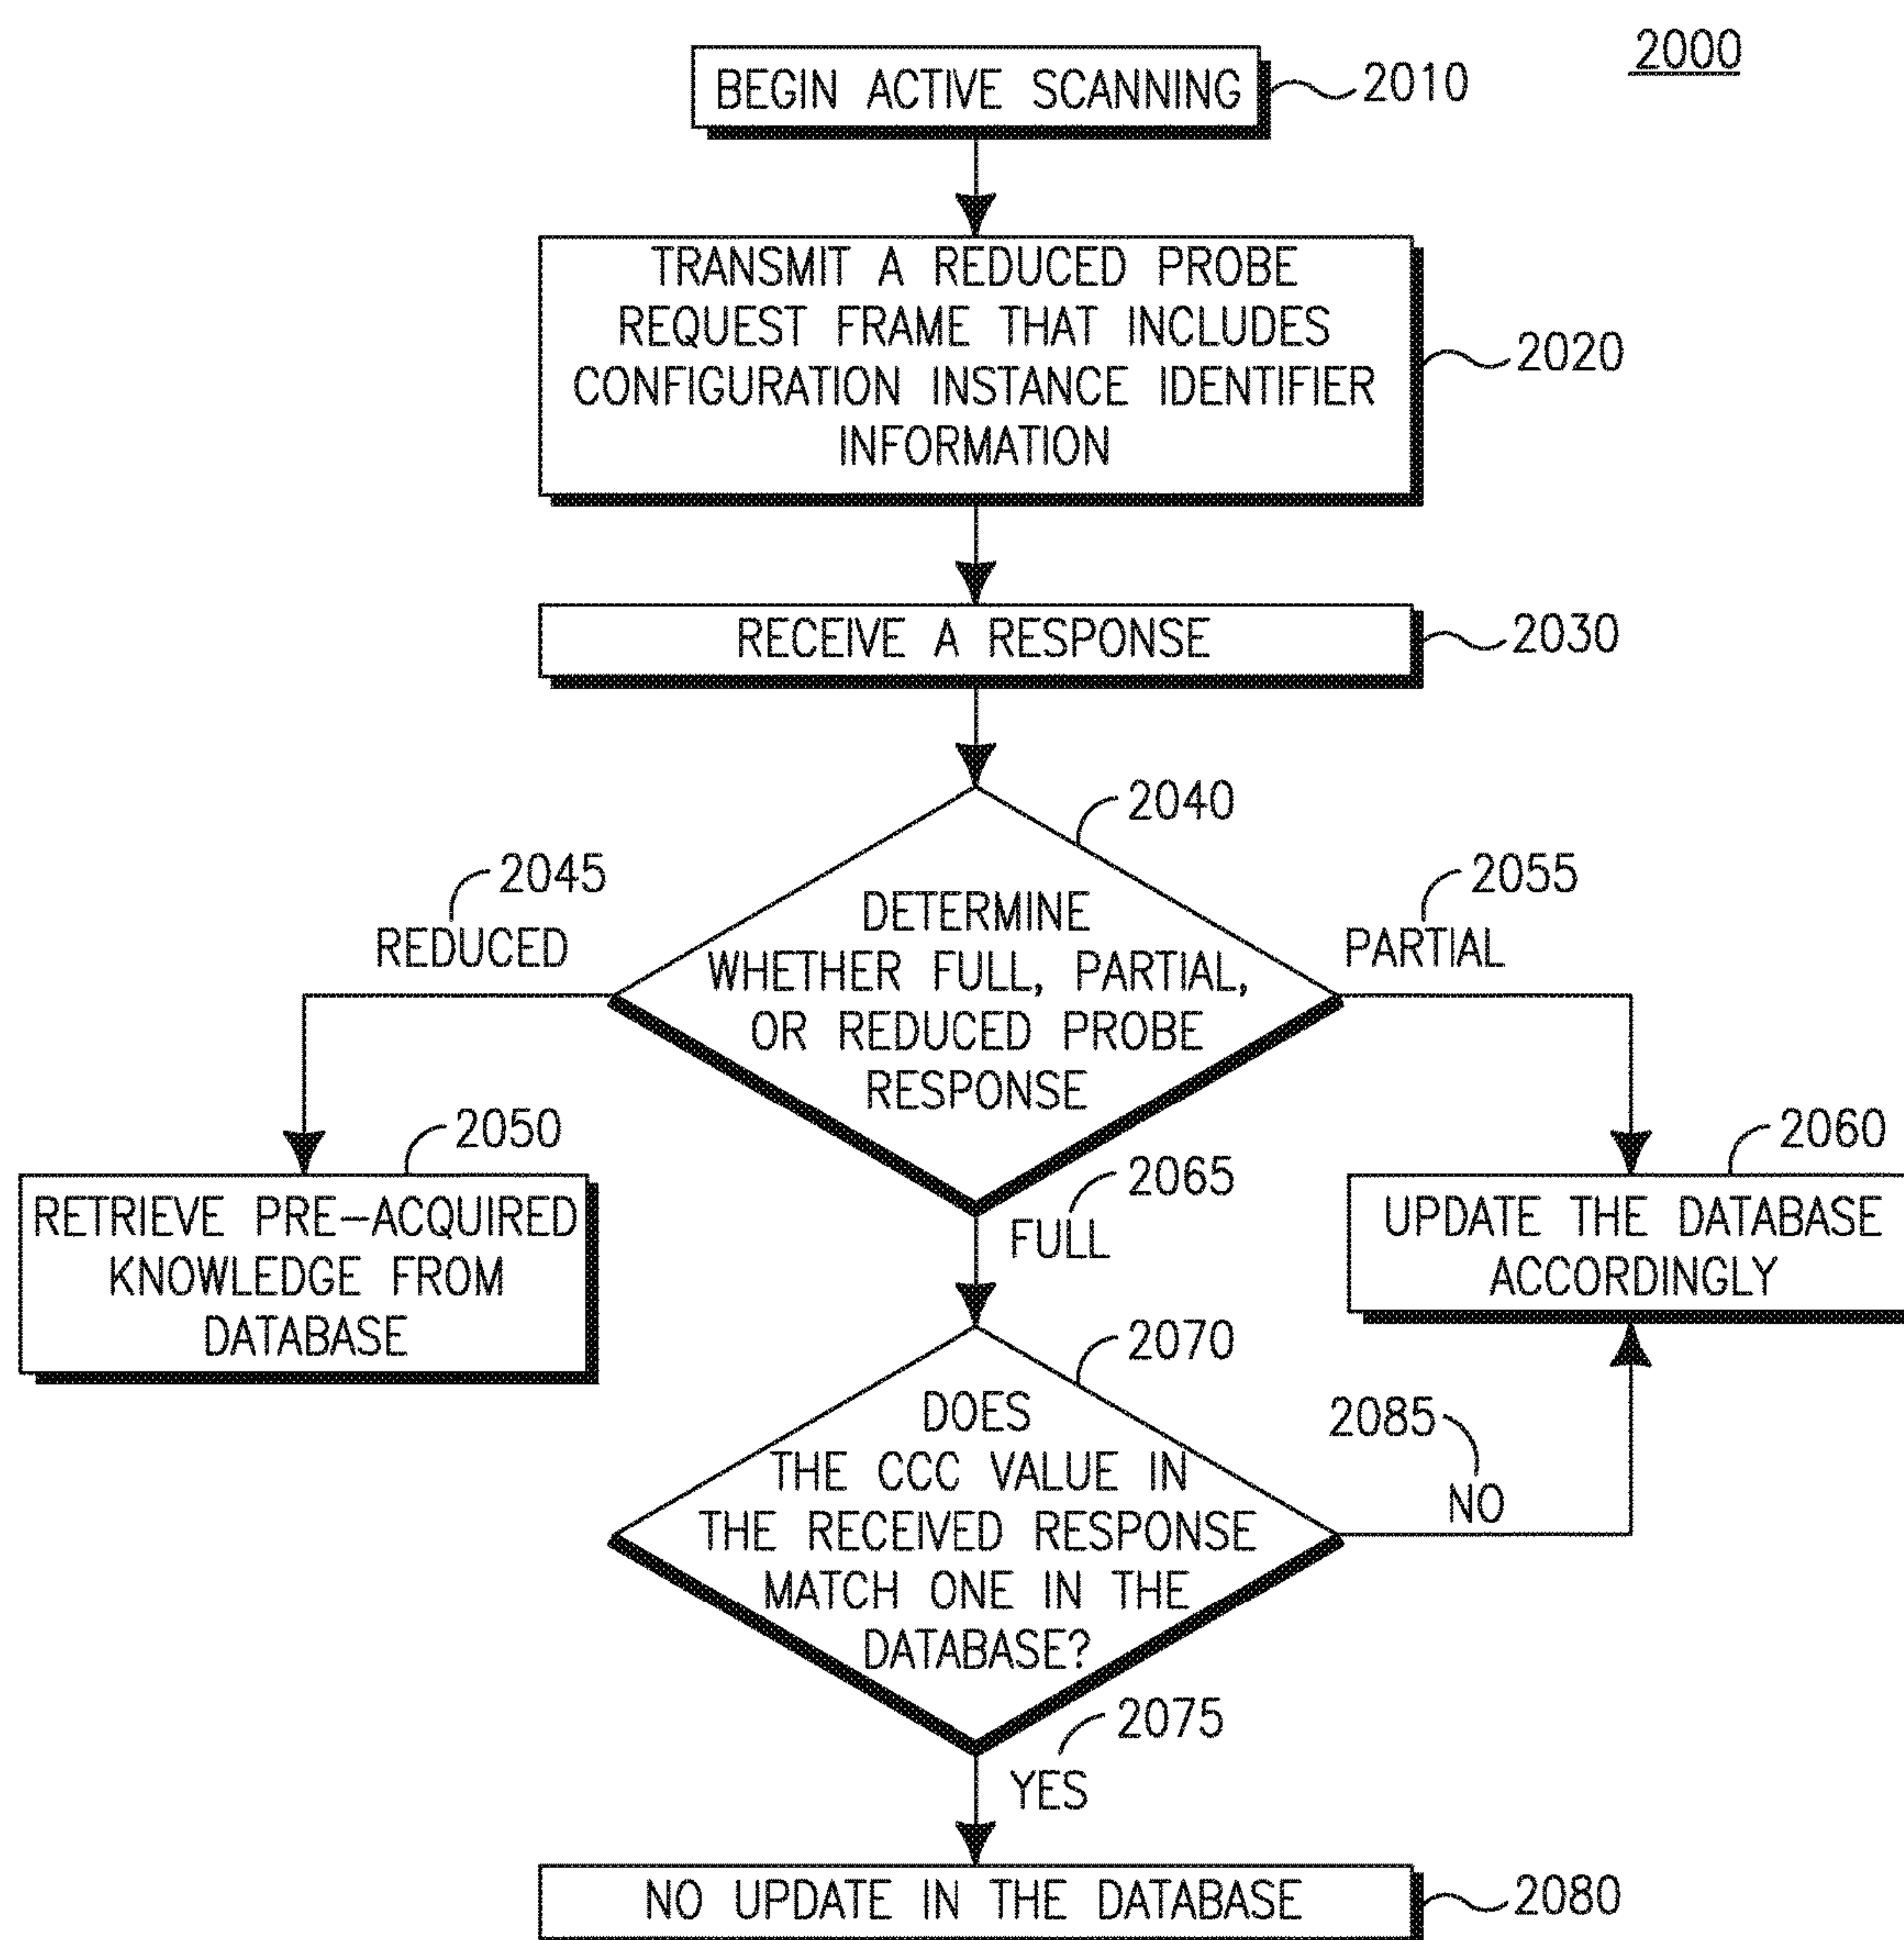 2000
BEGIN ACTIVE SCANNING
2010
TRANSMIT A REDUCED PROBE
REQUEST FRAME THAT INCLUDES
CONFIGURATION INSTANCE IDENTIFIER
INFORMATION
2020
RECEIVE A RESPONSE
2030
2040
DETERMINE
WHETHER FULL, PARTIAL,
OR REDUCED PROBE
RESPONSE
2045
REDUCED
2055
PARTIAL
2050
RETRIEVE PRE-ACQUIRED
KNOWLEDGE FROM
DATABASE
2065
FULL
2060
UPDATE THE DATABASE
ACCORDINGLY
2070
DOES
THE CCC VALUE IN
THE RECEIVED RESPONSE
MATCH ONE IN THE
DATABASE?
2085
NO
2075
YES
NO UPDATE IN THE DATABASE
2080